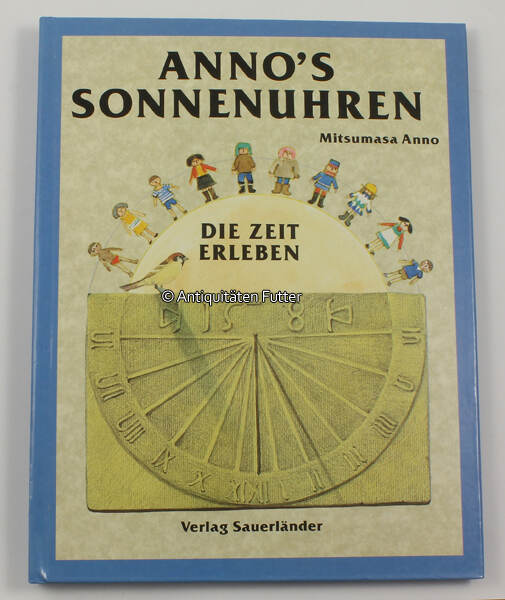 ANNO'S
SONNENUHREN
Mitsumasa Anno
DIE ZEIT
ERLEBEN
© Antiquitäten Futter
Verlag Sauerländer